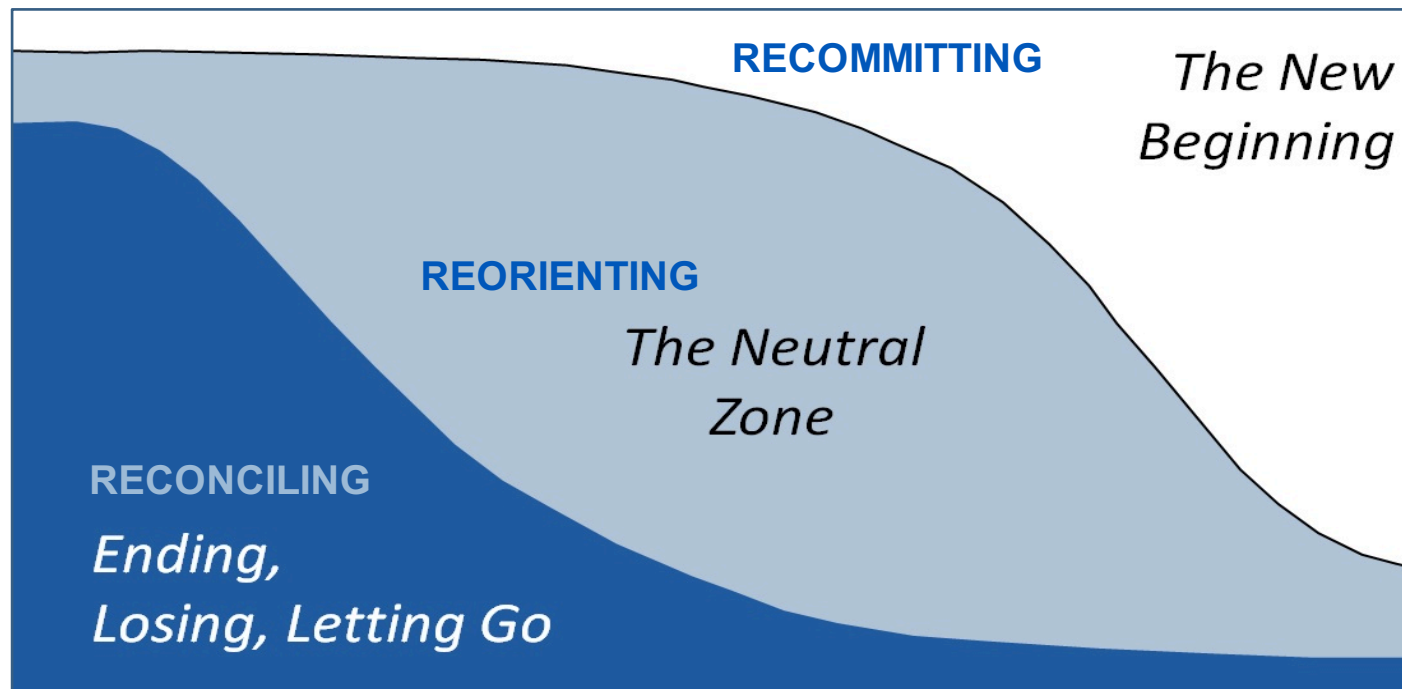 RECOMMITTING
The New
Beginning
REORIENTING
The Neutral
Zone
RECONCILING
Ending,
Losing, Letting Go